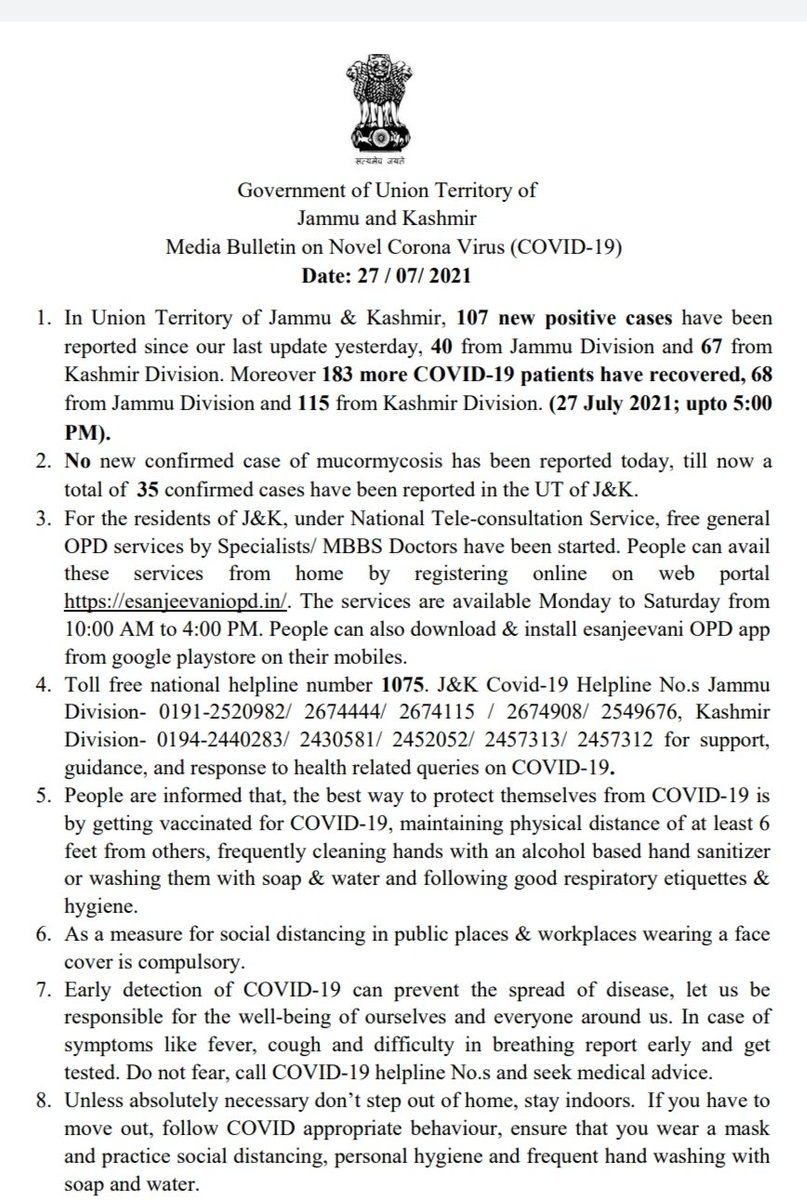 सत्यमेव जयते
Government of Union Territory of
Jammu and Kashmir
Media Bulletin on Novel Corona Virus (COVID-19)
Date: 27 / 07/ 2021
1. In Union Territory of Jammu & Kashmir, 107 new positive cases have been
reported since our last update yesterday, 40 from Jammu Division and 67 from
Kashmir Division. Moreover 183 more COVID-19 patients have recovered, 68
from Jammu Division and 115 from Kashmir Division. (27 July 2021; upto 5:00
PM).
2. No new confirmed case of mucormycosis has been reported today, till now a
total of 35 confirmed cases have been reported in the UT of J&K.
3. For the residents of J&K, under National Tele-consultation Service, free general
OPD services by Specialists/ MBBS Doctors have been started. People can avail
these services from home by registering online on web portal
https://esanjeevaniopd.in/. The services are available Monday to Saturday from
10:00 AM to 4:00 PM. People can also download & install esanjeevani OPD app
from google playstore on their mobiles.
4. Toll free national helpline number 1075. J&K Covid-19 Helpline No.s Jammu
Division- 0191-2520982/ 2674444/ 2674115 / 2674908/ 2549676, Kashmir
Division- 0194-2440283/ 2430581/ 2452052/ 2457313/ 2457312 for support,
guidance, and response to health related queries on COVID-19.
5. People are informed that, the best way to protect themselves from COVID-19 is
by getting vaccinated for COVID-19, maintaining physical distance of at least 6
feet from others, frequently cleaning hands with an alcohol based hand sanitizer
or washing them with soap & water and following good respiratory etiquettes &
hygiene.
6. As a measure for social distancing in public places & workplaces wearing a face
cover is compulsory.
7. Early detection of COVID-19 can prevent the spread of disease, let us be
responsible for the well-being of ourselves and everyone around us. In case of
symptoms like fever, cough and difficulty in breathing report early and get
tested. Do not fear, call COVID-19 helpline No.s and seek medical advice.
8. Unless absolutely necessary don’t step out of home, stay indoors. If you have to
move out, follow COVID appropriate behaviour, ensure that you wear a mask
and practice social distancing, personal hygiene and frequent hand washing with
soap and water.